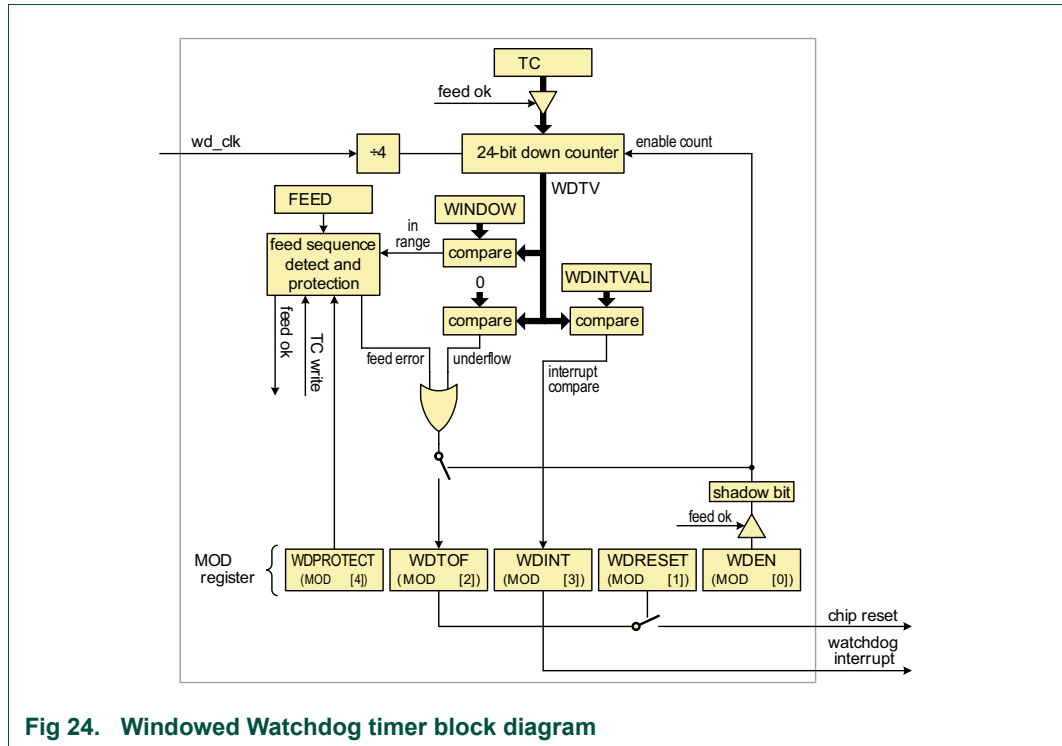 TC
feed ok
wd_clk
÷4
24-bit down counter
enable count
WDTV
FEED
WINDOW
in
range
feed sequence
detect and
protection
compare
WDINTVAL
0
compare
compare
feed ok
TC write
feed error
underflow
interrupt
compare
shadow bit
feed ok
MOD
register
WDPROTECT
(MOD [4])
WDTOF
(MOD [2])
WDINT
(MOD [3])
WDRESET
(MOD [1])
WDEN
(MOD [0])
chip reset
watchdog
interrupt
Fig 24. Windowed Watchdog timer block diagram